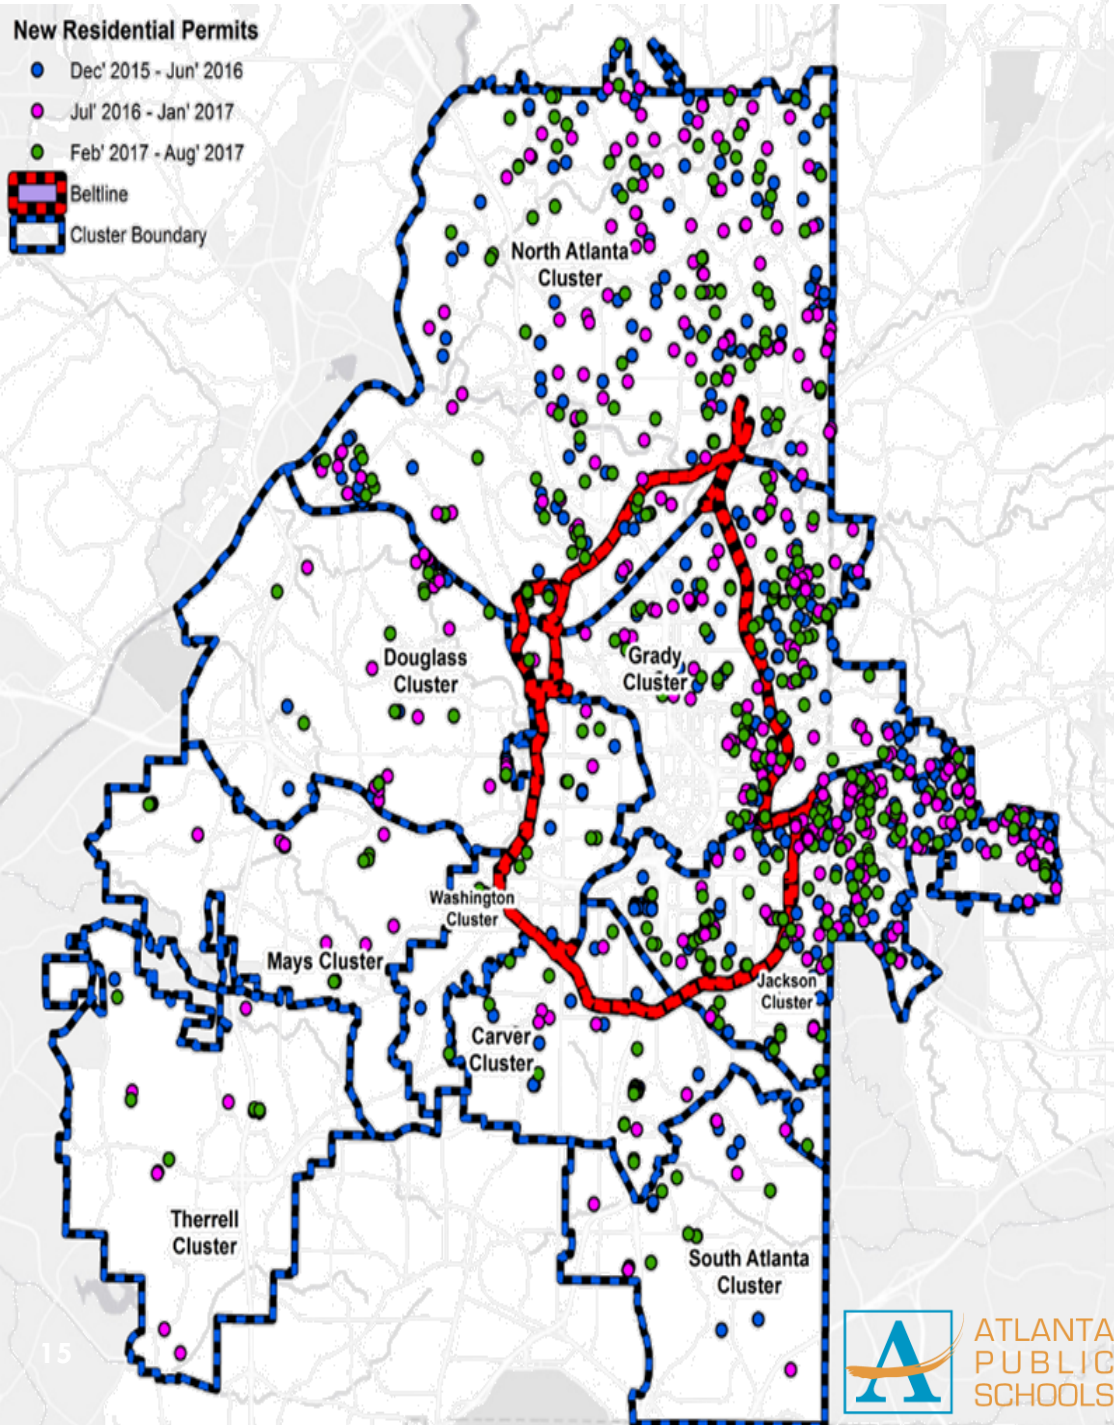 New Residential Permits
Dec' 2015 - Jun' 2016
Jul' 2016 - Jan' 2017
Feb' 2017 - Aug' 2017
Beltline
Cluster Boundary
North Atlanta
Cluster
Douglass
Cluster
Grady
Cluster
Washington
Cluster
Mays Cluster
Jackson
Cluster
Carver
Cluster
Therrell
Cluster
South Atlanta
Cluster
15
A
ATLANTA
PUBLIC
SCHOOLS